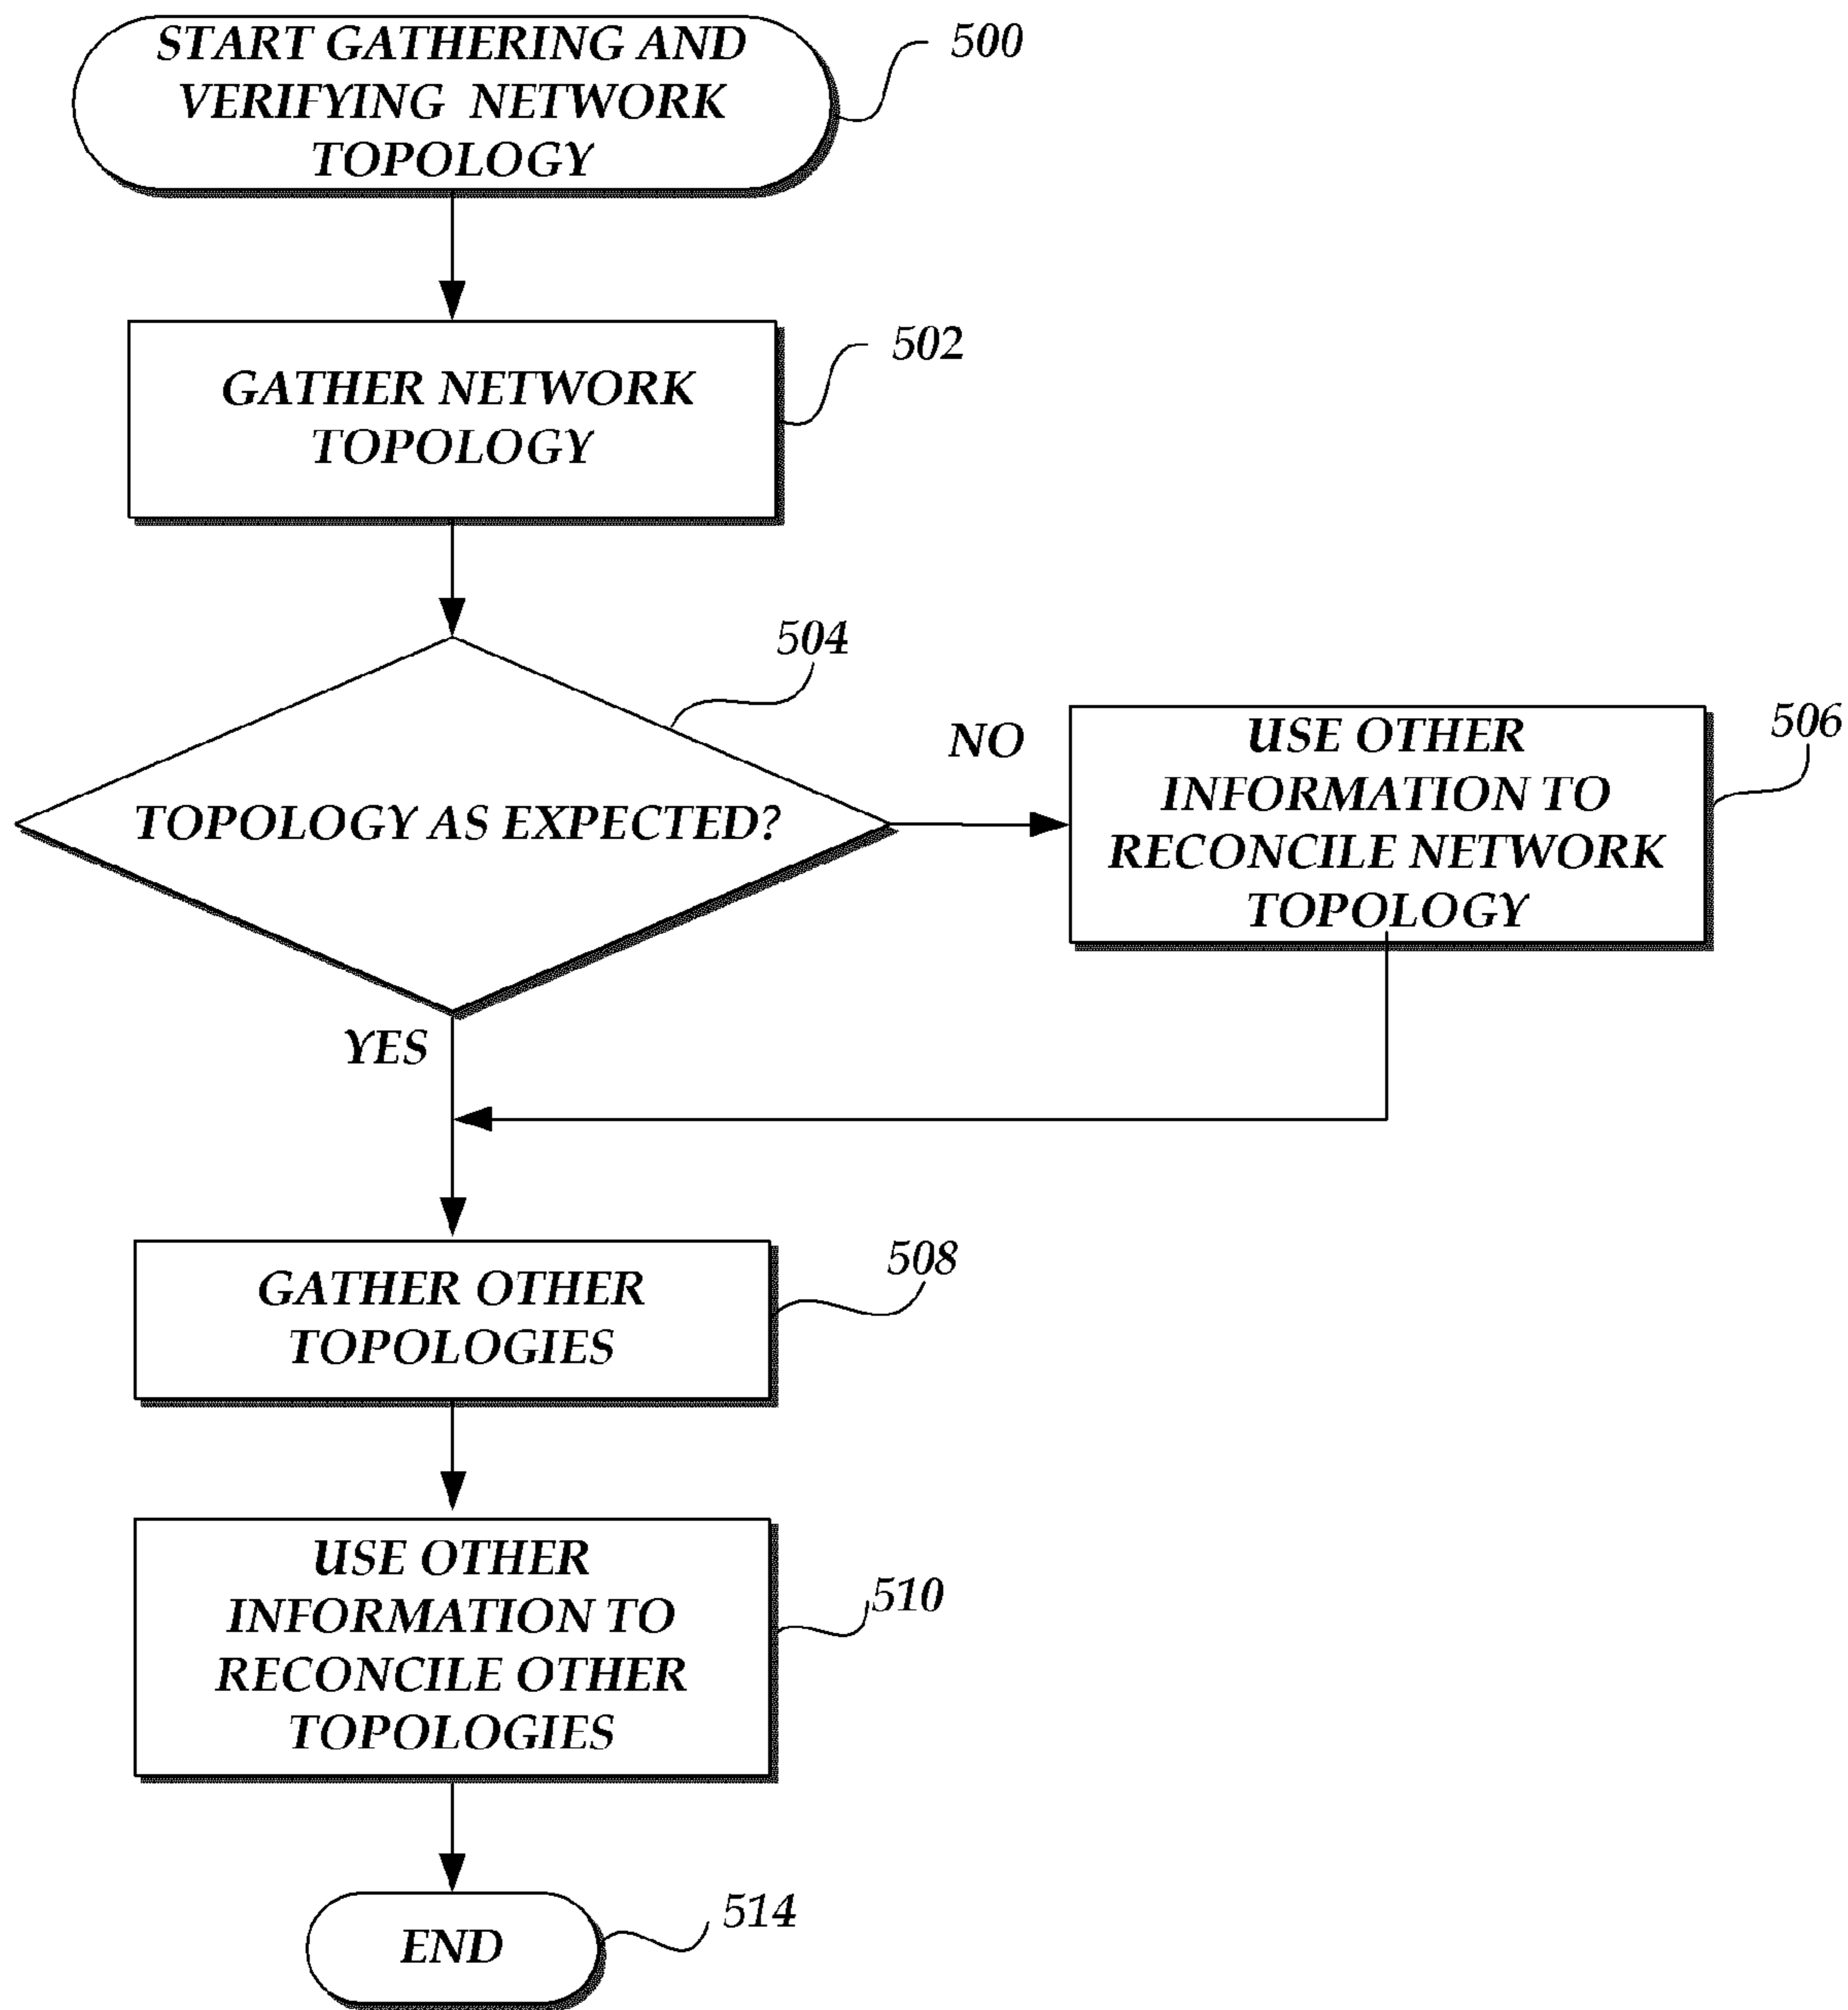 START GATHERING AND
VERIFYING NETWORK
TOPOLOGY
500
GATHER NETWORK
TOPOLOGY
502
504
TOPOLOGY AS EXPECTED?
NO
USE OTHER
INFORMATION TO
RECONCILE NETWORK
TOPOLOGY
506
YES
GATHER OTHER
TOPOLOGIES
508
USE OTHER
INFORMATION TO
RECONCILE OTHER
TOPOLOGIES
510
END
514